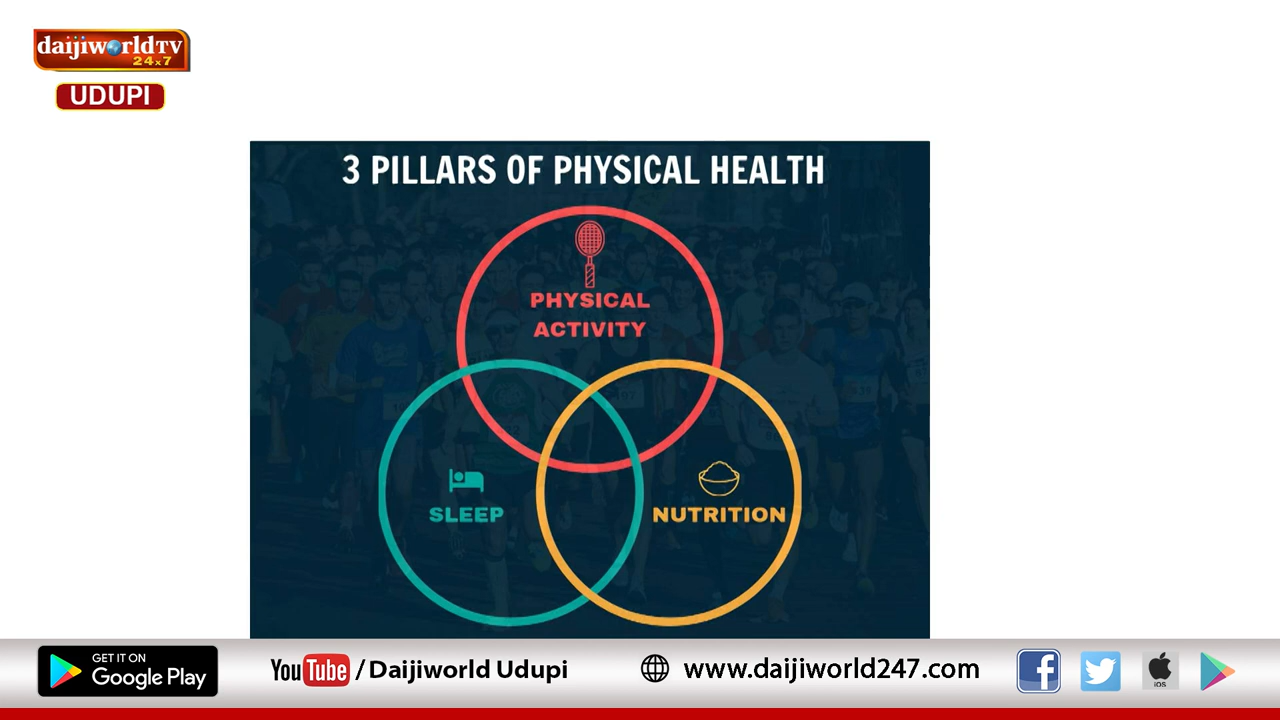 daijiworldTV
24x7
UDUPI
3 PILLARS OF PHYSICAL HEALTH
PHYSICAL
ACTIVITY
SLEEP
NUTRITION
GET IT ON
Google Play
YouTube / Daijiworld Udupi
www.daijiworld247.com
f
iOS